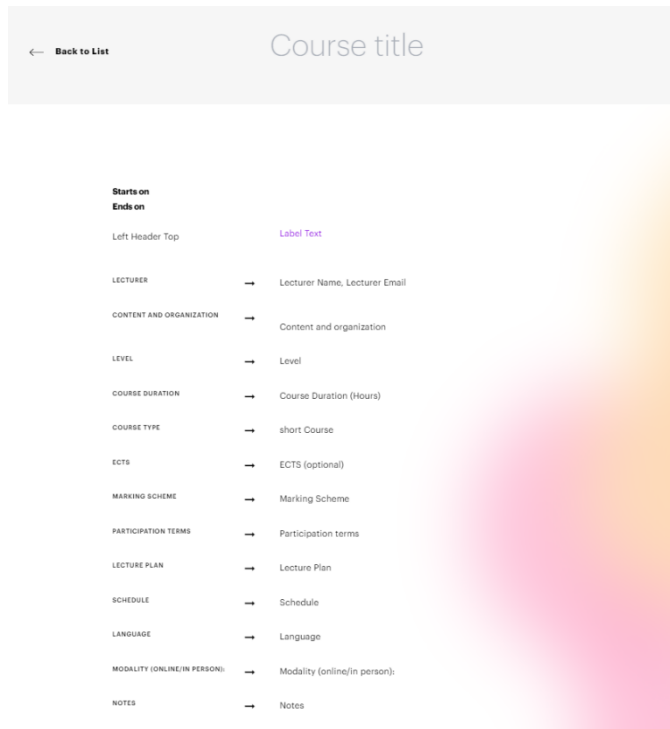 ← Back to List
Course title
Starts on
Ends on
Left Header Top Label Text
LECTURER → Lecturer Name, Lecturer Email
CONTENT AND ORGANIZATION → Content and organization
LEVEL → Level
COURSE DURATION → Course Duration (Hours)
COURSE TYPE → short Course
ECTS → ECTS (optional)
MARKING SCHEME → Marking Scheme
PARTICIPATION TERMS → Participation terms
LECTURE PLAN → Lecture Plan
SCHEDULE → Schedule
LANGUAGE → Language
MODALITY (ONLINE/IN PERSON): → Modality (online/in person):
NOTES → Notes